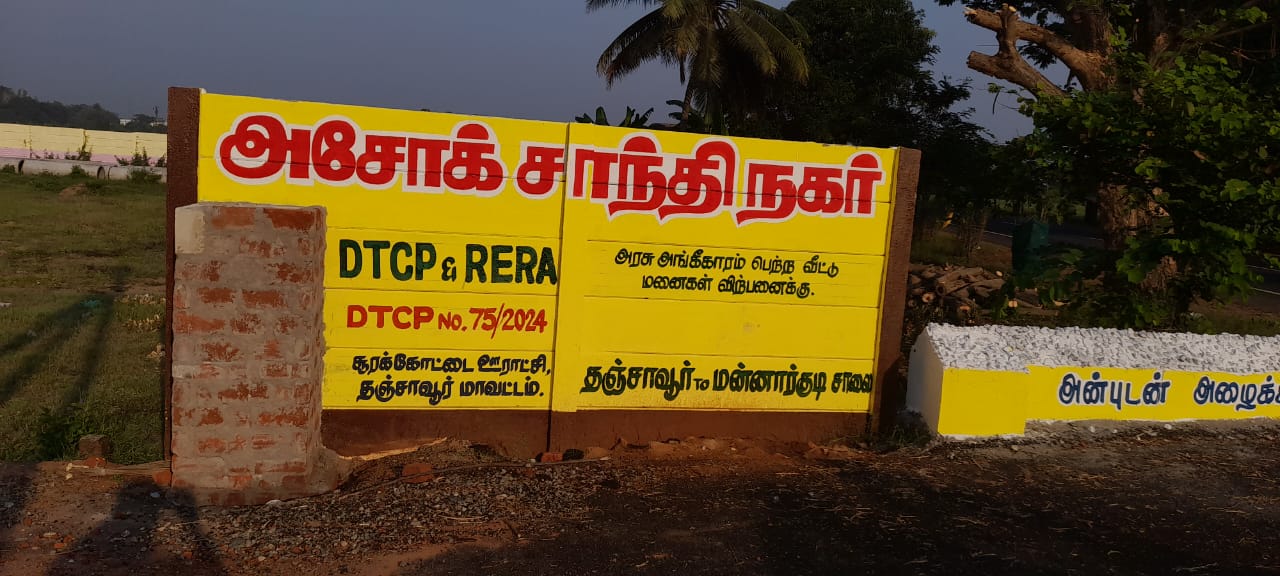 அசோக் சாந்தி நகர்
DTCP & RERA
DTCP No. 75/2024
சூரக்கோட்டை ஊராட்சி,
தஞ்சாவூர் மாவட்டம்.
அரசு அங்கீகாரம் பெற்ற வீட்டு
மனைகள் விற்பனைக்கு.
தஞ்சாவூர் To மன்னார்குடி சாலை
அன்புடன்